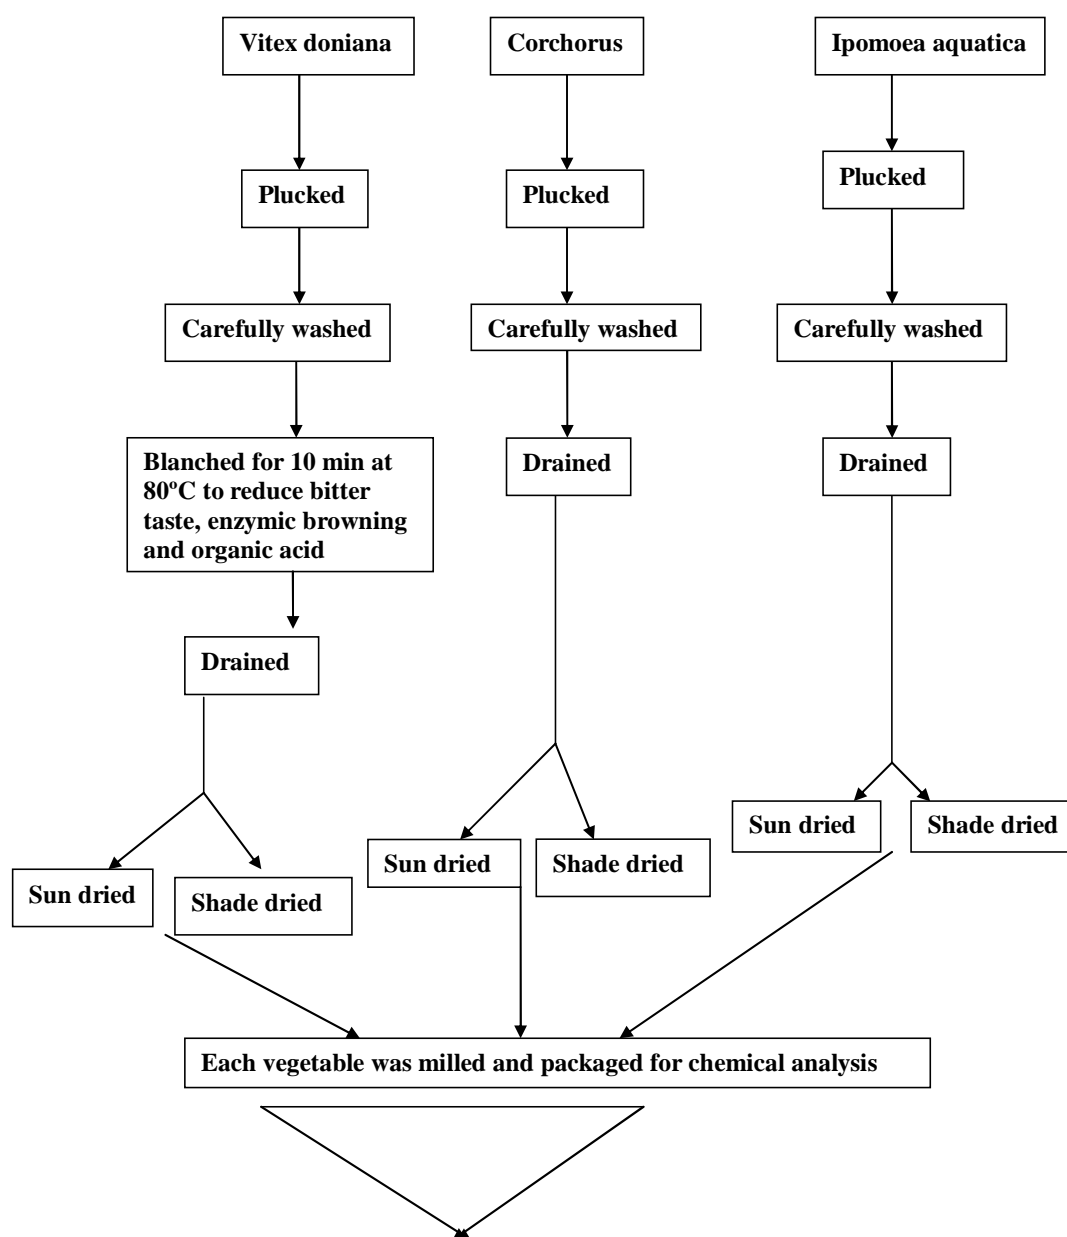 Vitex doniana
Corchorus
Ipomoea aquatica
Plucked
Plucked
Plucked
Carefully washed
Carefully washed
Carefully washed
Blanched for 10 min at
80ºC to reduce bitter
taste, enzymic browning
and organic acid
Drained
Drained
Drained
Sun dried
Shade dried
Sun dried
Shade dried
Sun dried
Shade dried
Each vegetable was milled and packaged for chemical analysis